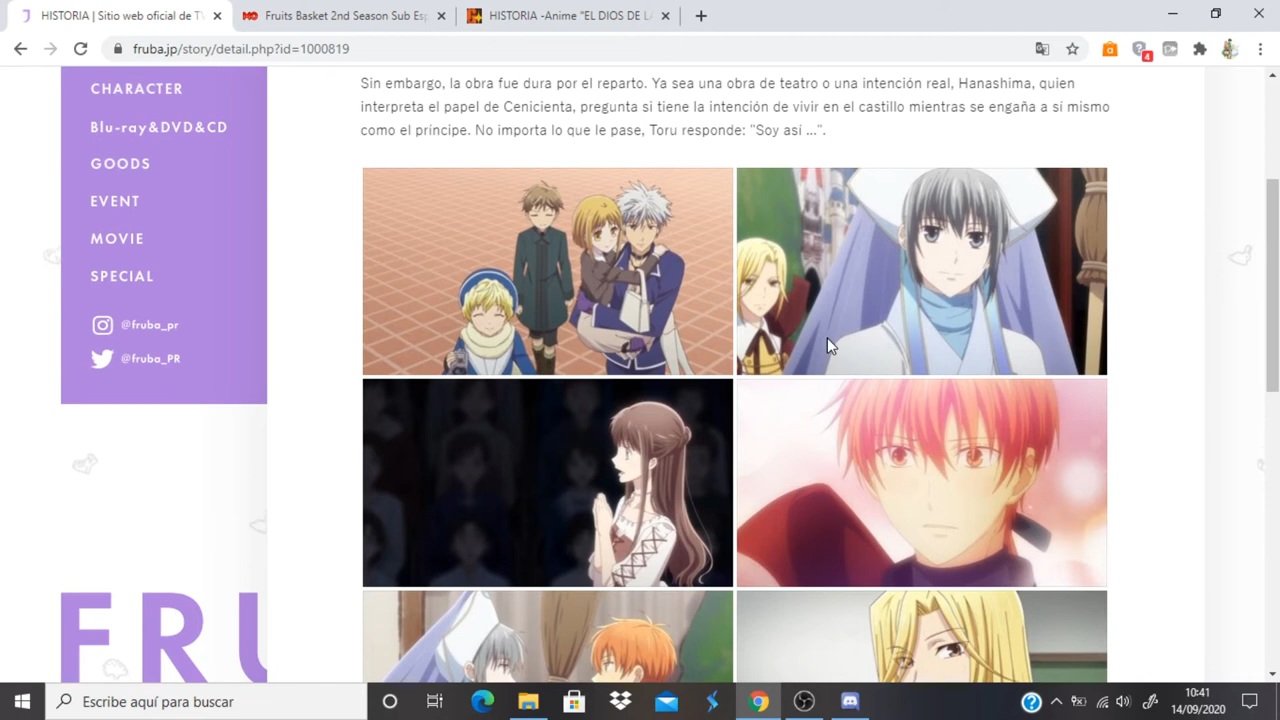 HISTORIA | Sitio web oficial de TV
Fruits Basket 2nd Season Sub Esp
HISTORIA -Anime "EL DIOS DE LA
fruba.jp/story/detail.php?id=1000819
4
CHARACTER
Blu-ray&DVD&CD
GOODS
EVENT
MOVIE
SPECIAL
@fruba_pr
@fruba_PR
FRU
Sin embargo, la obra fue dura por el reparto. Ya sea una obra de teatro o una intención real, Hanashima, quien
interpreta el papel de Cenicienta, pregunta si tiene la intención de vivir en el castillo mientras se engaña a sí mismo
como el príncipe. No importa lo que le pase, Toru responde: "Soy así ...".
Escribe aquí para buscar
10:41
14/09/2020